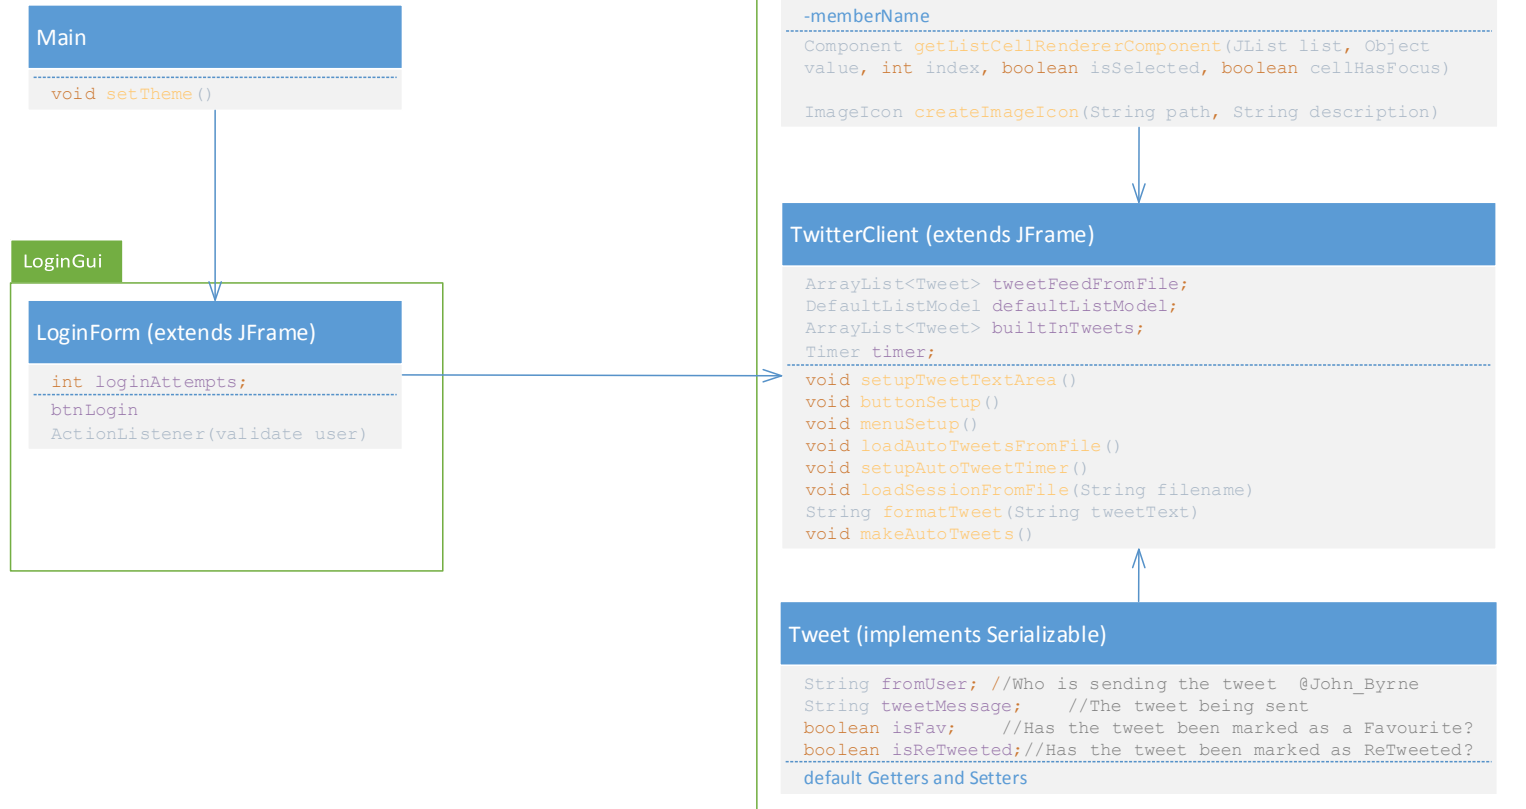 Main
void setTheme()
LoginGui
LoginForm (extends JFrame)
int loginAttempts;
btnLogin
ActionListener(validate user)
-memberName
Component getListCellRendererComponent(JList list, Object
value, int index, boolean isSelected, boolean cellHasFocus)
ImageIcon createImageIcon(String path, String description)
TwitterClient (extends JFrame)
ArrayList<Tweet> tweetFeedFromFile;
DefaultListModel defaultListModel;
ArrayList<Tweet> builtInTweets;
Timer timer;
void setupTweetTextArea()
void buttonSetup()
void menuSetup()
void loadAutoTweetsFromFile()
void setupAutoTweetTimer()
void loadSessionFromFile(String filename)
String formatTweet(String tweetText)
void makeAutoTweets()
Tweet (implements Serializable)
String fromUser; //Who is sending the tweet  @John_Byrne
String tweetMessage;    //The tweet being sent
boolean isFav;    //Has the tweet been marked as a Favourite?
boolean isReTweeted;//Has the tweet been marked as ReTweeted?
default Getters and Setters